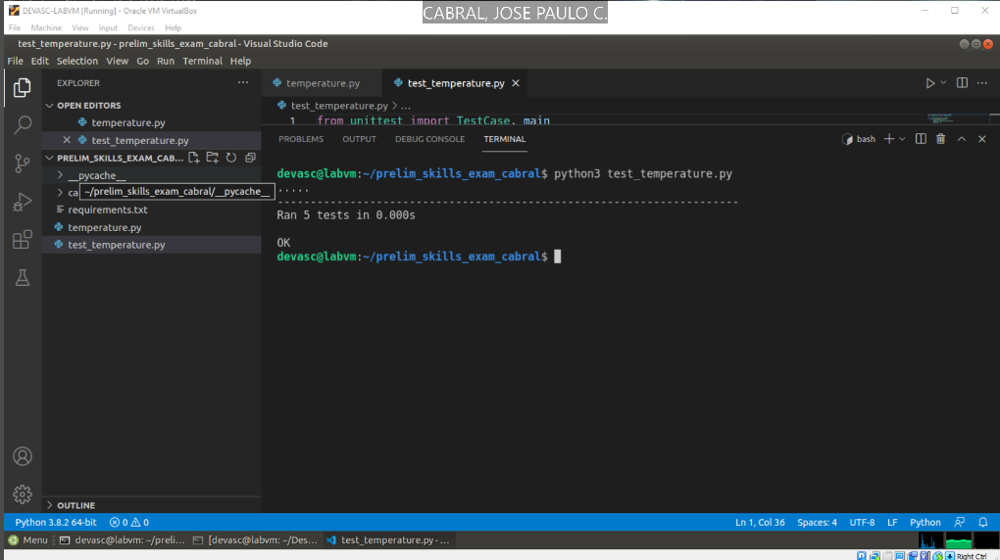 DEVASC-LABVM [Running] - Oracle VM VirtualBox
CABRAL, JOSE PAULO C.
File Machine View Input Devices Help
test_temperature.py - prelim_skills_exam_cabral - Visual Studio Code
File Edit Selection View Go Run Terminal Help
EXPLORER
temperature.py
test_temperature.py
OPEN EDITORS
temperature.py
test_temperature.py
PRELIM_SKILLS_EXAM_CAB...
__pycache__
ca
~/prelim_skills_exam_cabral/__pycache__
requirements.txt
temperature.py
test_temperature.py
OUTLINE
test_temperature.py > ...
1 from unittest import TestCase, main
PROBLEMS OUTPUT DEBUG CONSOLE TERMINAL
bash
devasc@labvm:~/prelim_skills_exam_cabral$ python3 test_temperature.py
.....
----------------------------------------------------------------------
Ran 5 tests in 0.000s
OK
devasc@labvm:~/prelim_skills_exam_cabral$
Python 3.8.2 64-bit 0 0 Ln 1, Col 36 Spaces: 4 UTF-8 LF Python
Menu devasc@labvm: ~/preli... [devasc@labvm: ~/Des... test_temperature.py - ...
Right Ctrl